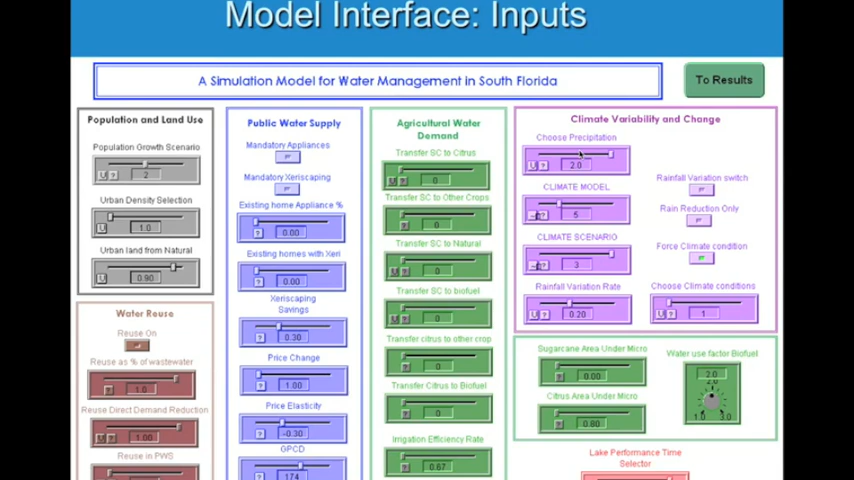 Model Interface: Inputs
A Simulation Model for Water Management in South Florida
To Results
Population and Land Use
Population Growth Scenario
2
Urban Density Selection
1.0
Urban land from Natural
0.90
Water Reuse
Reuse On
Reuse as % of wastewater
1.0
Reuse Direct Demand Reduction
1.00
Reuse in PWS
Public Water Supply
Mandatory Appliances
Mandatory Xeriscaping
Existing home Appliance %
0.00
Existing homes with Xeri
0.00
Xeriscaping
Savings
0.30
Price Change
1.00
Price Elasticity
-0.30
GPCD
174
Agricultural Water
Demand
Transfer SC to Citrus
0
Transfer SC to Other Crops
0
Transfer SC to Natural
0
Transfer SC to biofuel
0
Transfer citrus to other crop
0
Transfer Citrus to Biofuel
0
Irrigation Efficiency Rate
0.67
Climate Variability and Change
Choose Precipitation
2.0
CLIMATE MODEL
5
CLIMATE SCENARIO
3
Rainfall Variation Rate
0.20
Rainfall Variation switch
Rain Reduction Only
Force Climate condition
Choose Climate conditions
1
Sugarcane Area Under Micro
0.00
Citrus Area Under Micro
0.80
Water use factor Biofuel
2.0
2.0
1.0 3.0
Lake Performance Time
Selector